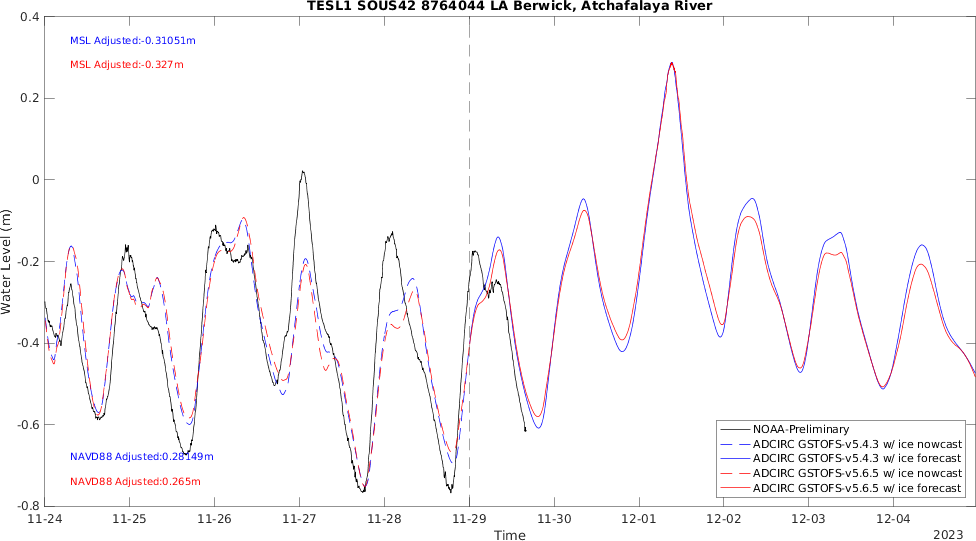 TESL1 SOUS42 8764044 LA Berwick, Atchafalaya River
0.4
0.2
0
-0.2
-0.4
-0.6
-0.8
Water Level (m)
MSL Adjusted:-0.31051m
MSL Adjusted:-0.327m
NAVD88 Adjusted:0.28149m
NAVD88 Adjusted:0.265m
NOAA-Preliminary
ADCIRC GSTOFS-v5.4.3 w/ ice nowcast
ADCIRC GSTOFS-v5.4.3 w/ ice forecast
ADCIRC GSTOFS-v5.6.5 w/ ice nowcast
ADCIRC GSTOFS-v5.6.5 w/ ice forecast
11-24 11-25 11-26 11-27 11-28 11-29 11-30 12-01 12-02 12-03 12-04
Time
2023